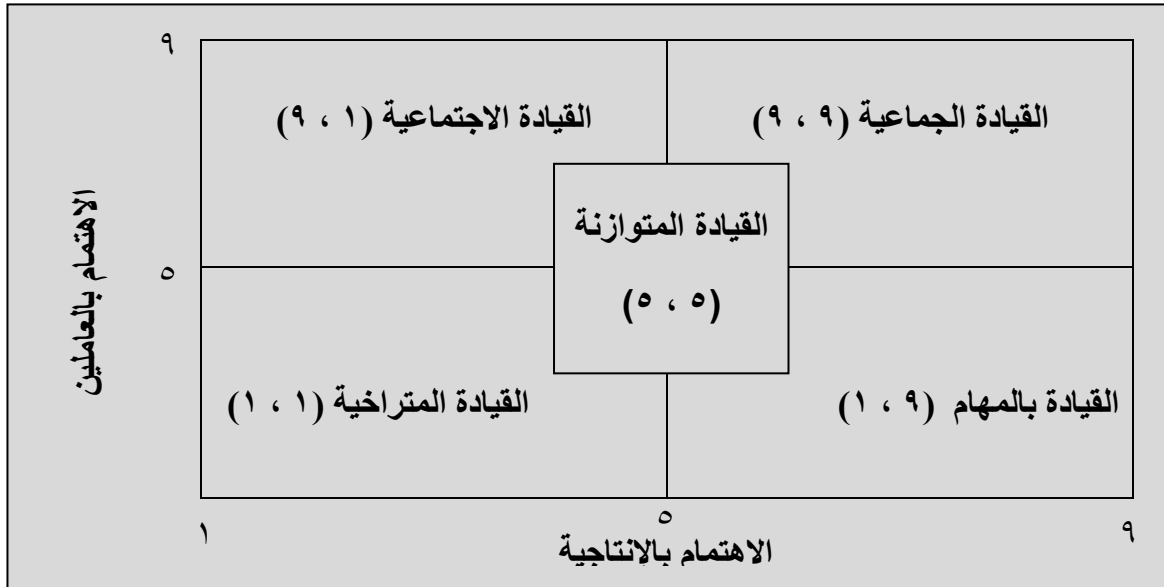 ٩
القيادة الجماعية (٩ ، ٩)
القيادة الاجتماعية (١ ، ٩)
القيادة المتوازنة
(٥ ، ٥)
٥
الاهتمام بالعاملين
القيادة بالمهام (٩ ، ١)
القيادة المتراخية (١ ، ١)
١
٥
٩
الاهتمام بالإنتاجية